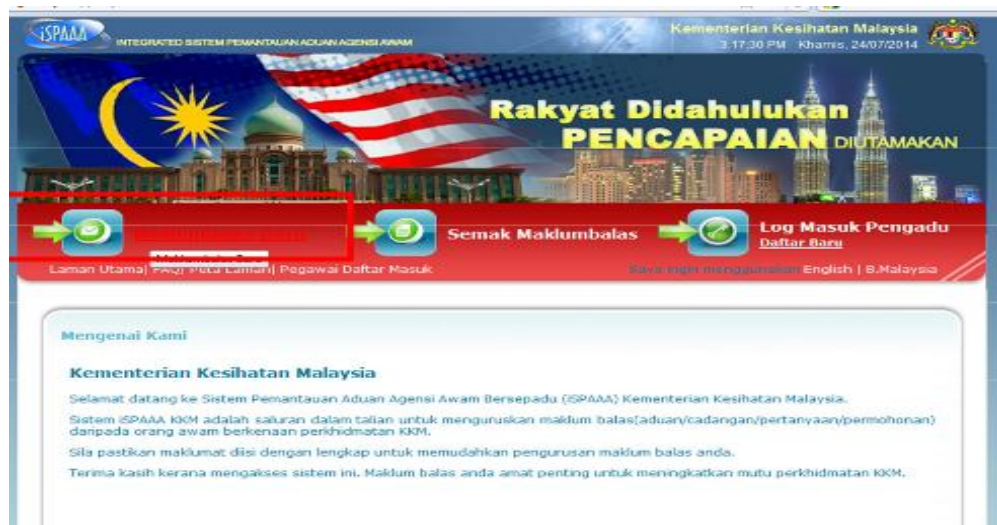 iSPAAA
INTEGRATED SISTEM PEMANTAUAN ADUAN AGENSI AWAM
Kementerian Kesihatan Malaysia
3:17:30 PM Khamis, 24/07/2014
Rakyat Didahulukan
PENCAPAIAN DIUTAMAKAN
Semak Maklumbalas
Log Masuk Pengadu
Daftar Baru
Laman Utama| FAQ| Peta Laman| Pegawai Daftar Masuk
Saya ingin menggunakan English | B.Malaysia
Mengenai Kami
Kementerian Kesihatan Malaysia
Selamat datang ke Sistem Pemantauan Aduan Agensi Awam Bersepadu (iSPAAA) Kementerian Kesihatan Malaysia.
Sistem iSPAAA KKM adalah saluran dalam talian untuk menguruskan maklum balas(aduan/cadangan/pertanyaan/permohonan)
daripada orang awam berkenaan perkhidmatan KKM.
Sila pastikan maklumat diisi dengan lengkap untuk memudahkan pengurusan maklum balas anda.
Terima kasih kerana mengakses sistem ini. Maklum balas anda amat penting untuk meningkatkan mutu perkhidmatan KKM.